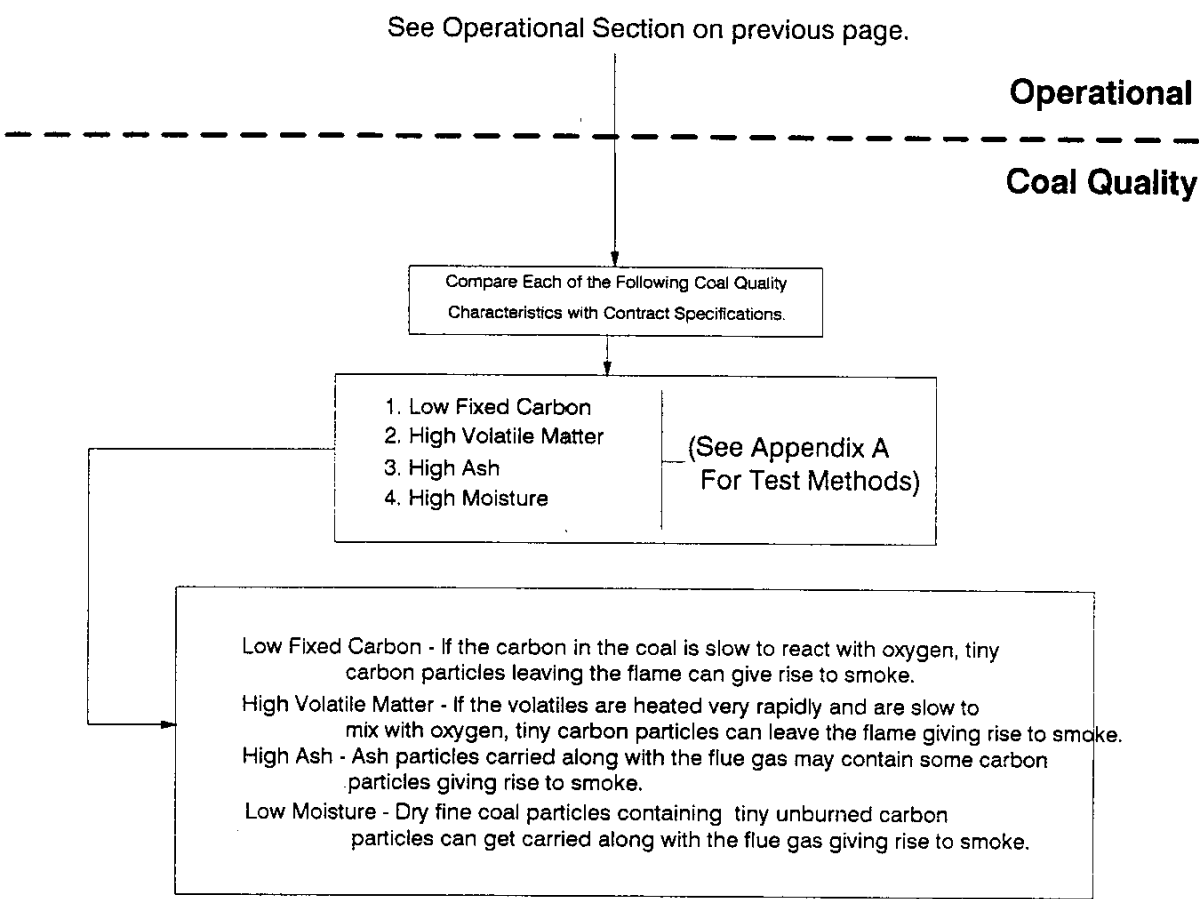 See Operational Section on previous page.
Operational
Coal Quality
Compare Each of the Following Coal Quality
Characteristics with Contract Specifications.
1. Low Fixed Carbon
2. High Volatile Matter
3. High Ash
4. High Moisture
(See Appendix A
For Test Methods)
Low Fixed Carbon - If the carbon in the coal is slow to react with oxygen, tiny
carbon particles leaving the flame can give rise to smoke.
High Volatile Matter - If the volatiles are heated very rapidly and are slow to
mix with oxygen, tiny carbon particles can leave the flame giving rise to smoke.
High Ash - Ash particles carried along with the flue gas may contain some carbon
particles giving rise to smoke.
Low Moisture - Dry fine coal particles containing tiny unburned carbon
particles can get carried along with the flue gas giving rise to smoke.